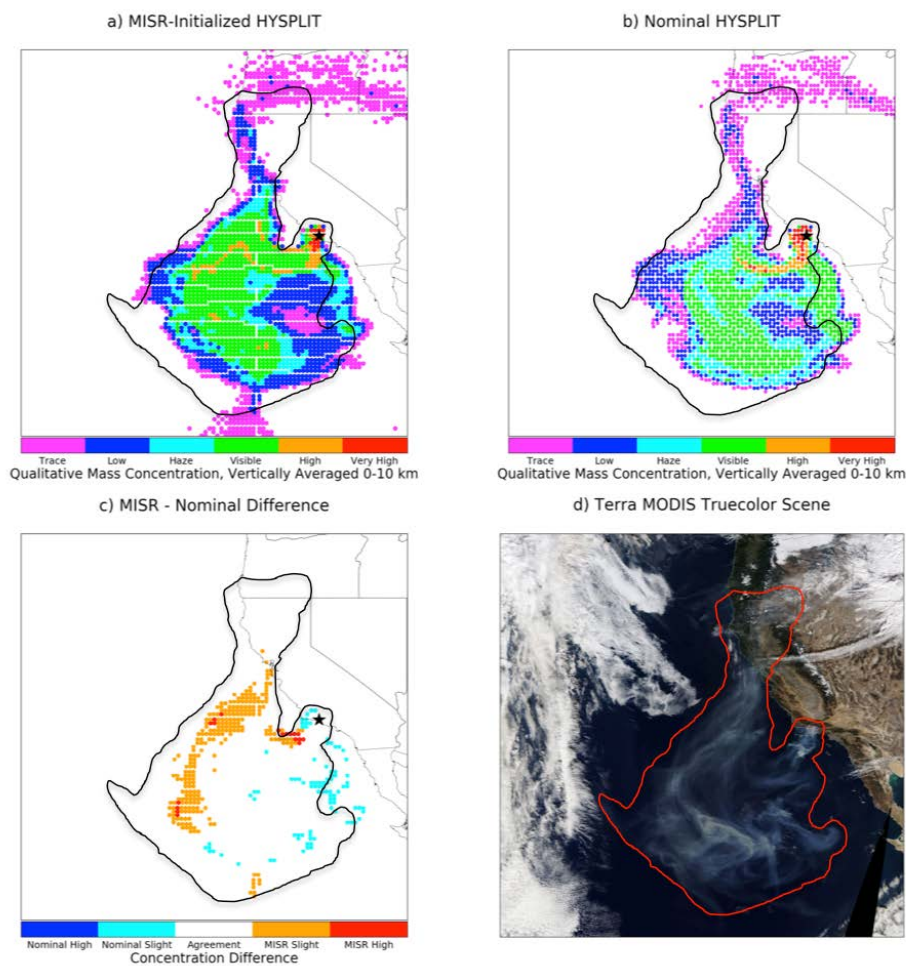 a) MISR-Initialized HYSPLIT
b) Nominal HYSPLIT
Trace Low Haze Visible High Very High
Qualitative Mass Concentration, Vertically Averaged 0-10 km
Trace Low Haze Visible High Very High
Qualitative Mass Concentration, Vertically Averaged 0-10 km
c) MISR - Nominal Difference
d) Terra MODIS Truecolor Scene
Nominal High Nominal Slight Agreement MISR Slight MISR High
Concentration Difference